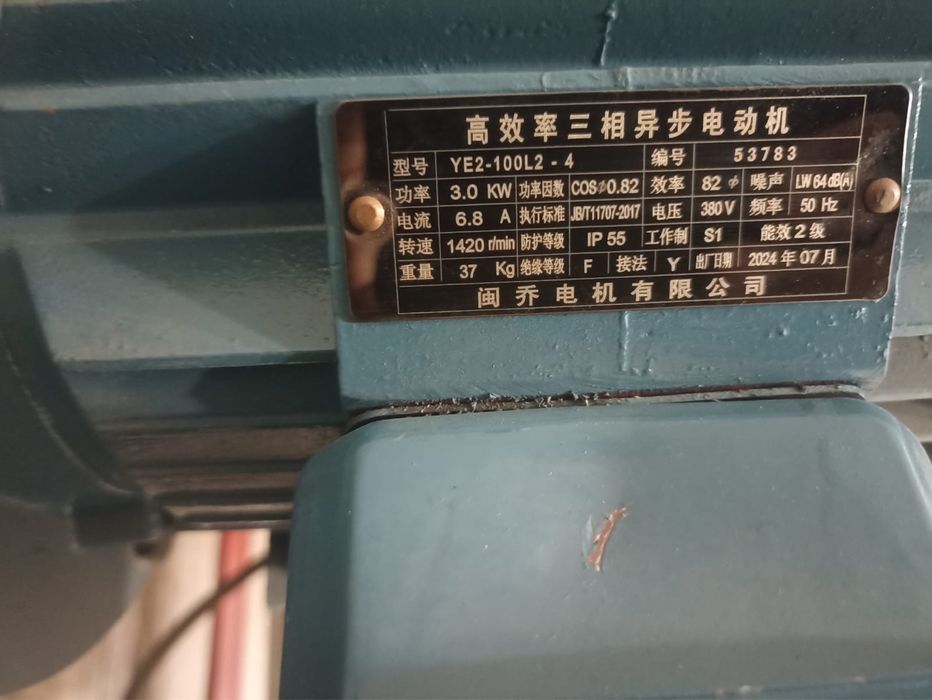 高效率三相异步电动机
型号 YE2-100L2-4 编号 53783
功率 3.0 KW 功率因数 COSφ0.82 效率 82 φ 噪声 LW 64 dB(A)
电流 6.8 A 执行标准 JB/T11707-2017 电压 380 V 频率 50 Hz
转速 1420 r/min 防护等级 IP 55 工作制 S1 能效 2 级
重量 37 Kg 绝缘等级 F 接法 Y 出厂日期 2024 年 07 月
闽乔电机有限公司